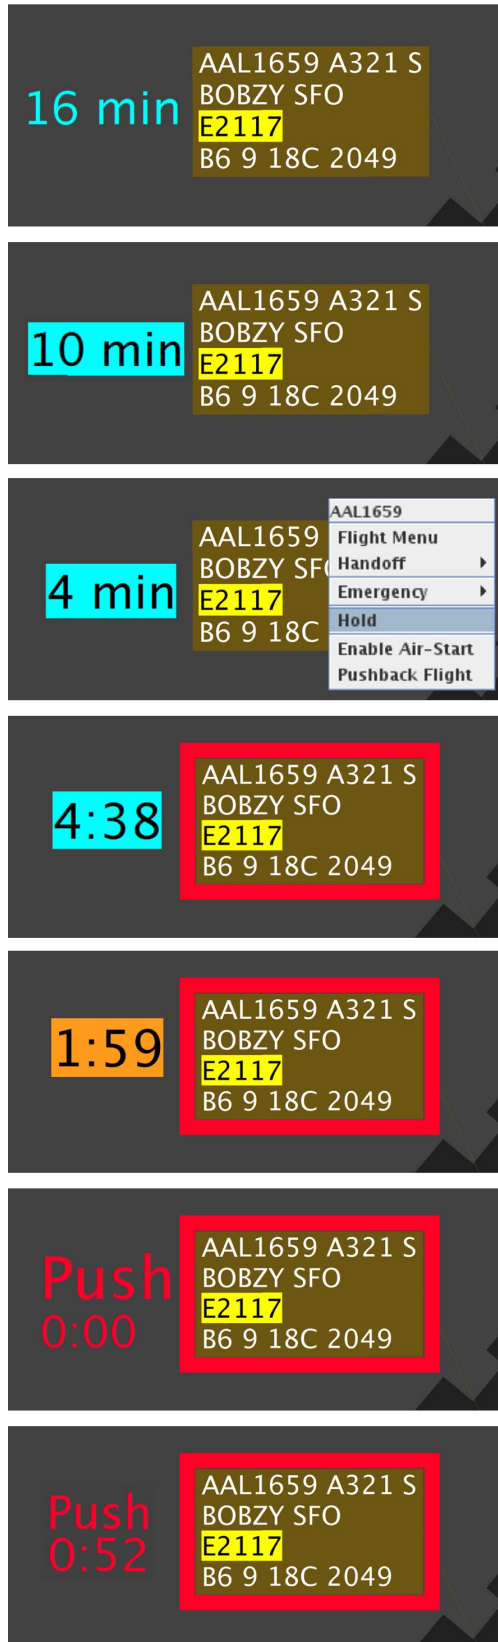 16 min
AAL1659 A321 S
BOBZY SFO
E2117
B6 9 18C 2049
10 min
AAL1659 A321 S
BOBZY SFO
E2117
B6 9 18C 2049
4 min
AAL1659
BOBZY SFO
E2117
B6 9 18C
AAL1659
Flight Menu
Handoff
Emergency
Hold
Enable Air-Start
Pushback Flight
4:38
AAL1659 A321 S
BOBZY SFO
E2117
B6 9 18C 2049
1:59
AAL1659 A321 S
BOBZY SFO
E2117
B6 9 18C 2049
Push
0:00
AAL1659 A321 S
BOBZY SFO
E2117
B6 9 18C 2049
Push
0:52
AAL1659 A321 S
BOBZY SFO
E2117
B6 9 18C 2049